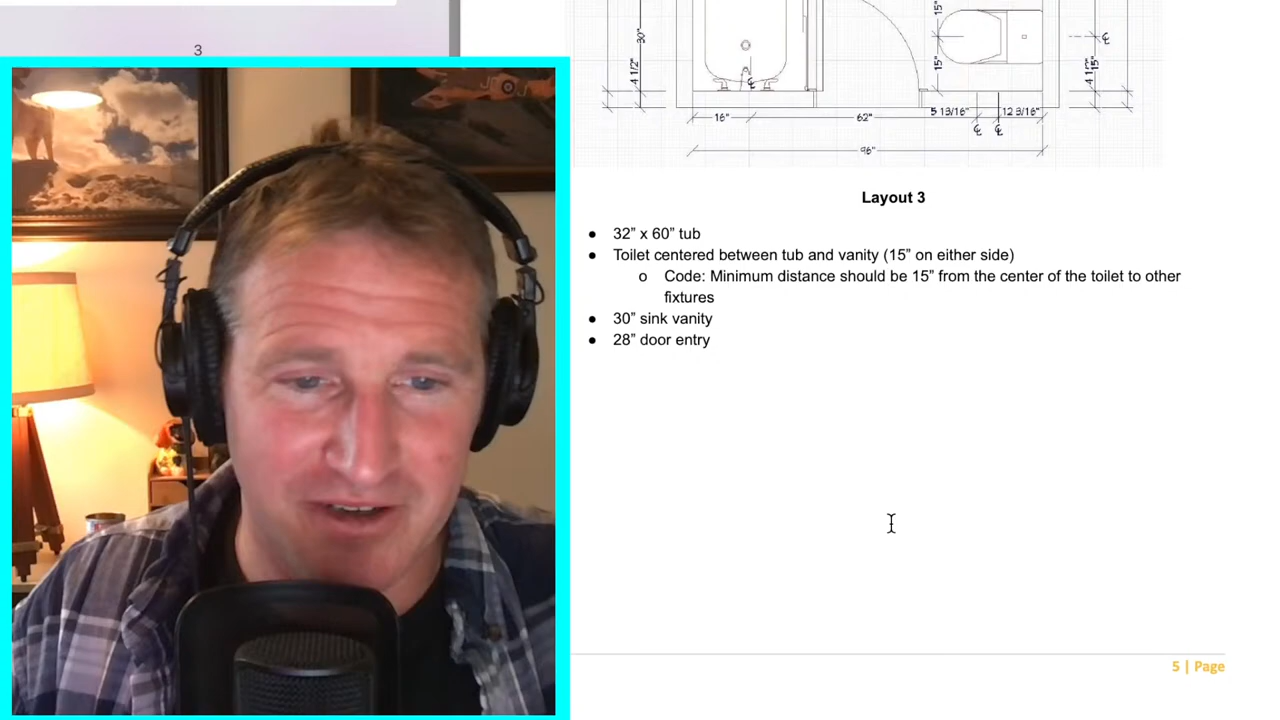 3
30"
4 1/2"
15"
15"
4 1/2"
15"
16"
62"
5 13/16"
12 3/16"
96"
Layout 3
● 32” x 60” tub
● Toilet centered between tub and vanity (15” on either side)
o Code: Minimum distance should be 15” from the center of the toilet to other
fixtures
● 30” sink vanity
● 28” door entry
5 | Page